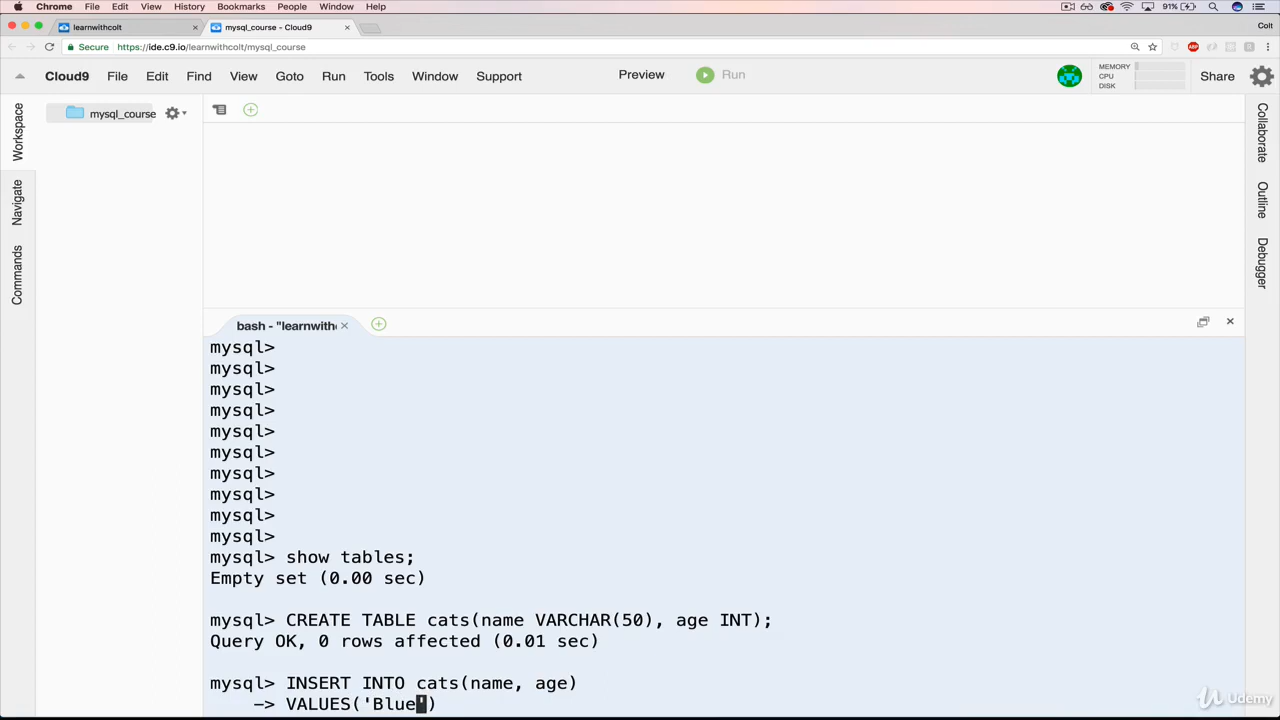 Chrome File Edit View History Bookmarks People Window Help 91%
learnwithcolt mysql_course - Cloud9 Colt
Secure https://ide.c9.io/learnwithcolt/mysql_course ABP
Cloud9 File Edit Find View Goto Run Tools Window Support Preview Run MEMORY CPU DISK Share
Workspace
Navigate
Commands
mysql_course
Collaborate
Outline
Debugger
bash - "learnwith
mysql>
mysql>
mysql>
mysql>
mysql>
mysql>
mysql>
mysql>
mysql>
mysql>
mysql> show tables;
Empty set (0.00 sec)
mysql> CREATE TABLE cats(name VARCHAR(50), age INT);
Query OK, 0 rows affected (0.01 sec)
mysql> INSERT INTO cats(name, age)
-> VALUES('Blue')
Udemy